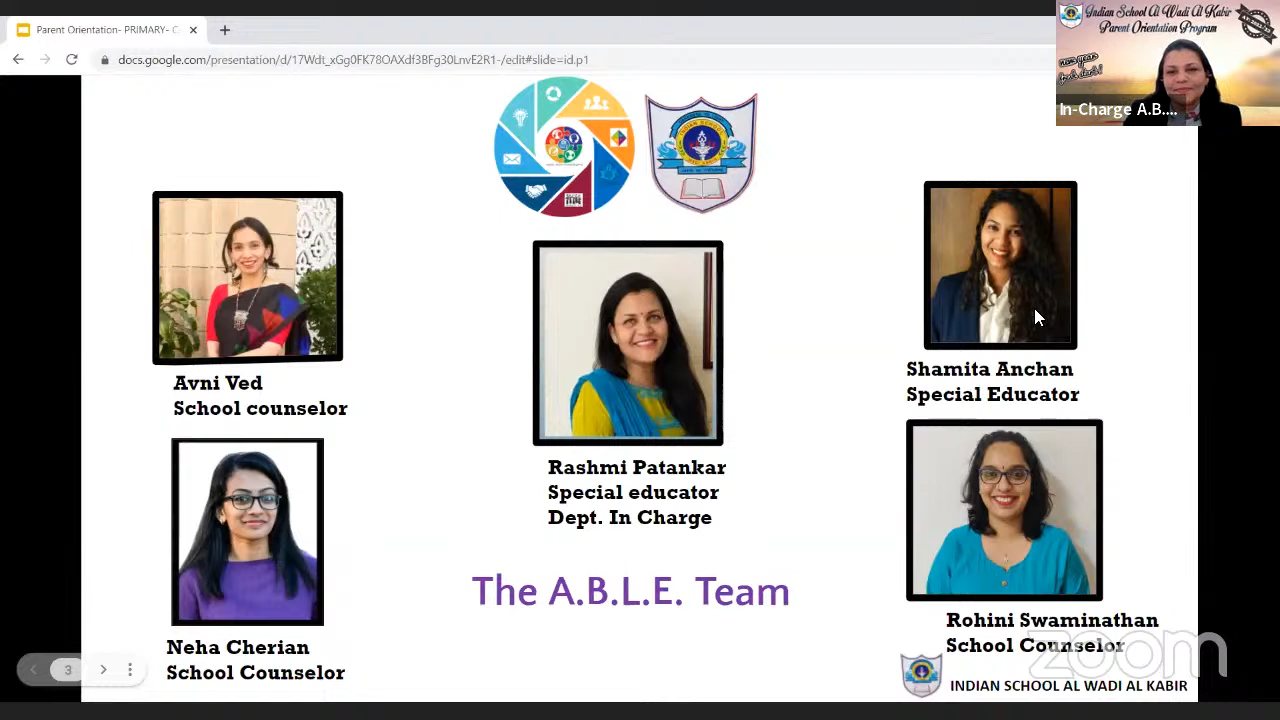 Parent Orientation- PRIMARY- C
docs.google.com/presentation/d/17Wdt_xGg0FK78OAXdf3BFg30LnvE2R1-/edit#slide=id.p1
Indian School Al Wadi Al Kabir
Parent Orientation Program
In-Charge A.B....
Avni Ved
School counselor
Shamita Anchan
Special Educator
Rashmi Patankar
Special educator
Dept. In Charge
The A.B.L.E. Team
Neha Cherian
School Counselor
Rohini Swaminathan
School Counselor
zoom
INDIAN SCHOOL AL WADI AL KABIR
3